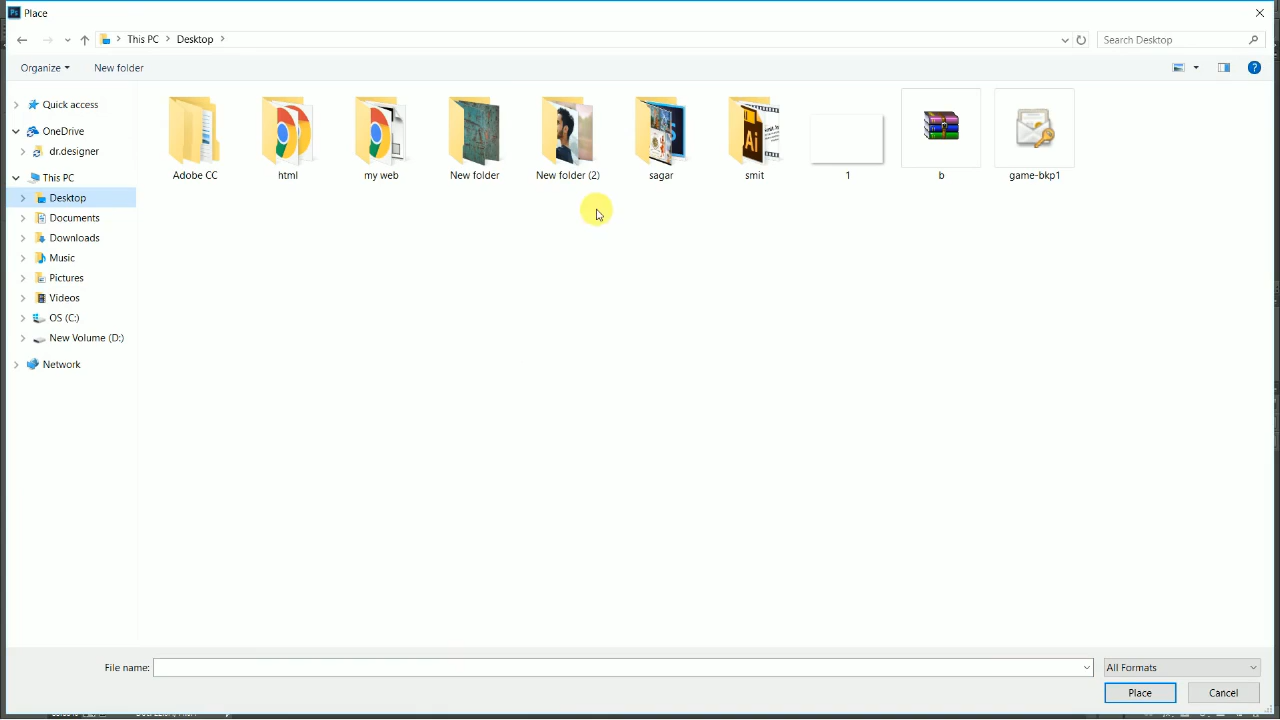 Ps Place
This PC Desktop
Search Desktop
Organize
New folder
Quick access
OneDrive
dr.designer
This PC
Desktop
Documents
Downloads
Music
Pictures
Videos
OS (C:)
New Volume (D:)
Network
Adobe CC
html
my web
New folder
New folder (2)
sagar
Ai
smit
1
b
game-bkp1
File name:
All Formats
Place
Cancel